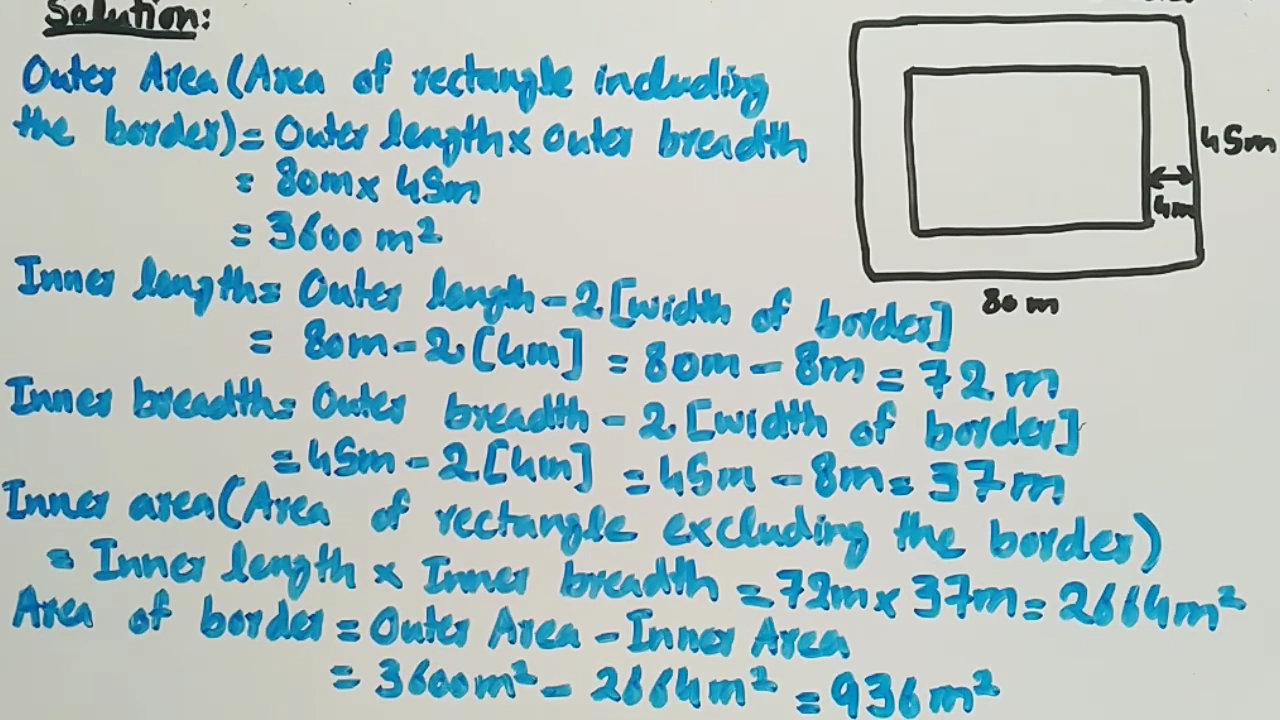 Solution:
Outer Area (Area of rectangle including
the border) = Outer length x outer breadth
= 80m x 45m
= 3600 m²
Inner length = Outer length - 2 [width of border]
= 80m - 2 [4m] = 80m - 8m = 72 m
Inner breadth = Outer breadth - 2 [width of border]
= 45m - 2 [4m] = 45m - 8m = 37m
Inner area (Area of rectangle excluding the border)
= Inner length x Inner breadth = 72m x 37m = 2664m²
Area of border = Outer Area - Inner Area
= 3600m² - 2664m² = 936m²
45m
4m
80 m